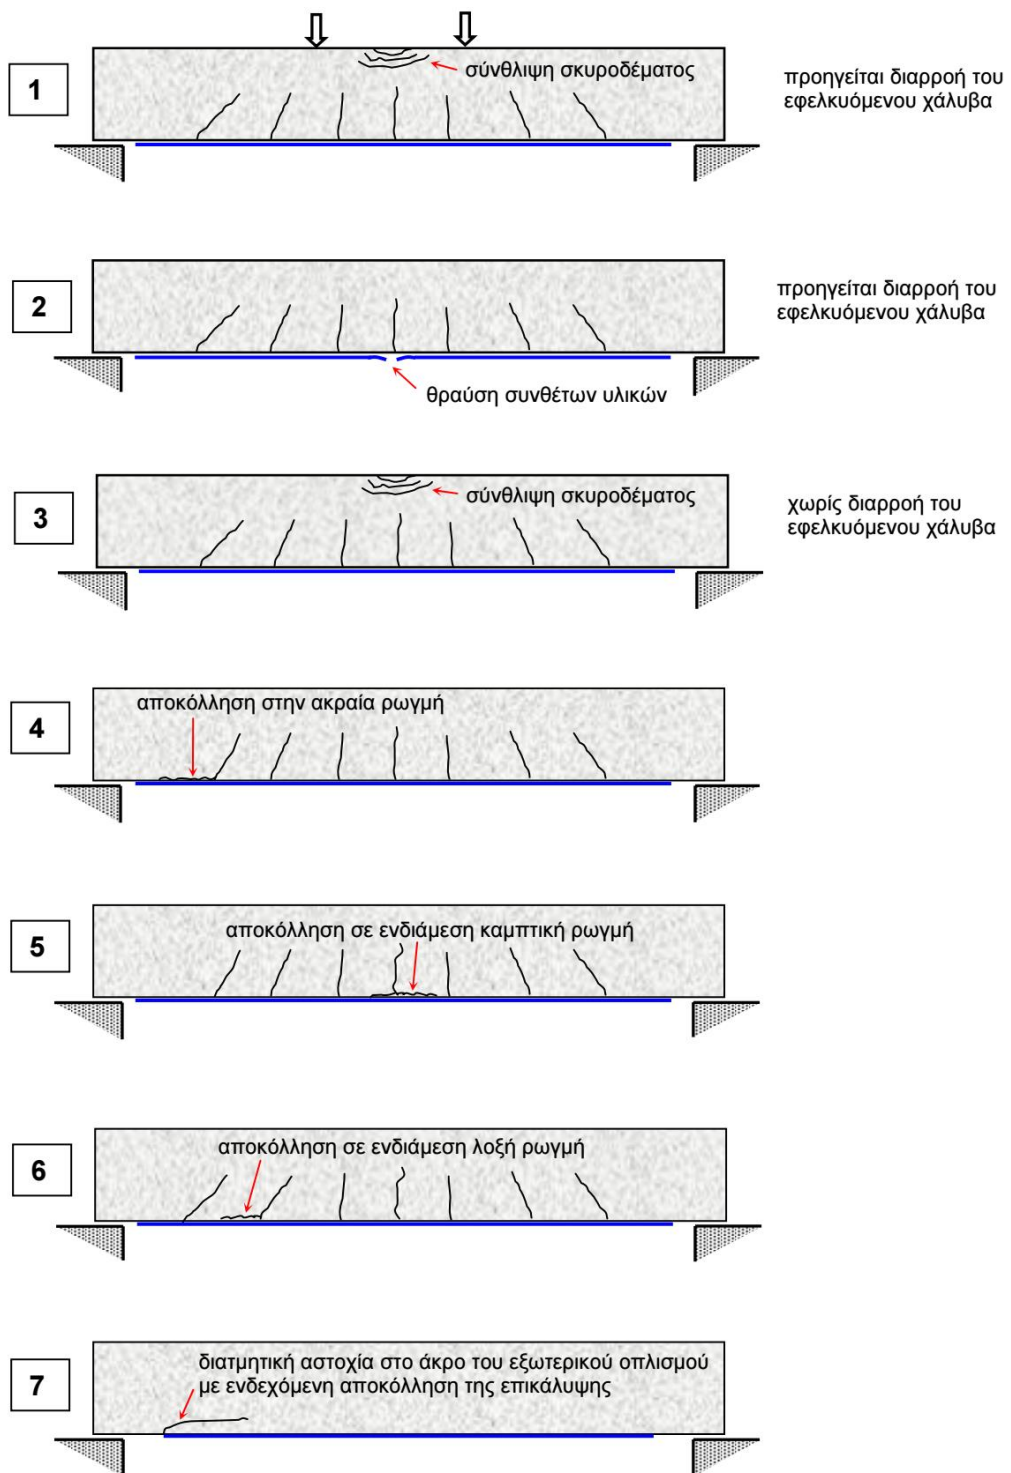 1
σύνθλιψη σκυροδέματος
προηγείται διαρροή του
εφελκυόμενου χάλυβα
2
προηγείται διαρροή του
εφελκυόμενου χάλυβα
θραύση συνθέτων υλικών
3
σύνθλιψη σκυροδέματος
χωρίς διαρροή του
εφελκυόμενου χάλυβα
4
αποκόλληση στην ακραία ρωγμή
5
αποκόλληση σε ενδιάμεση καμπτική ρωγμή
6
αποκόλληση σε ενδιάμεση λοξή ρωγμή
7
διατμητική αστοχία στο άκρο του εξωτερικού οπλισμού
με ενδεχόμενη αποκόλληση της επικάλυψης